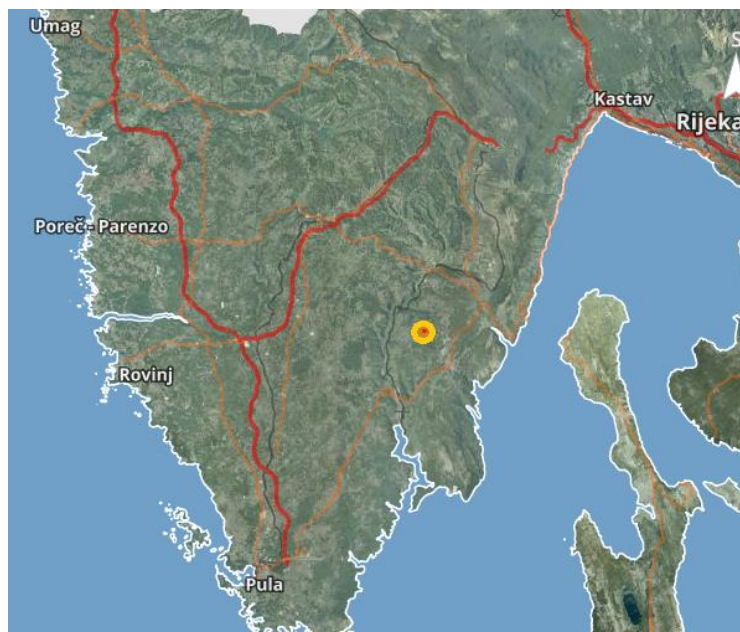 Umag
S
Kastav
Rijeka
Poreč - Parenzo
Rovinj
Pula